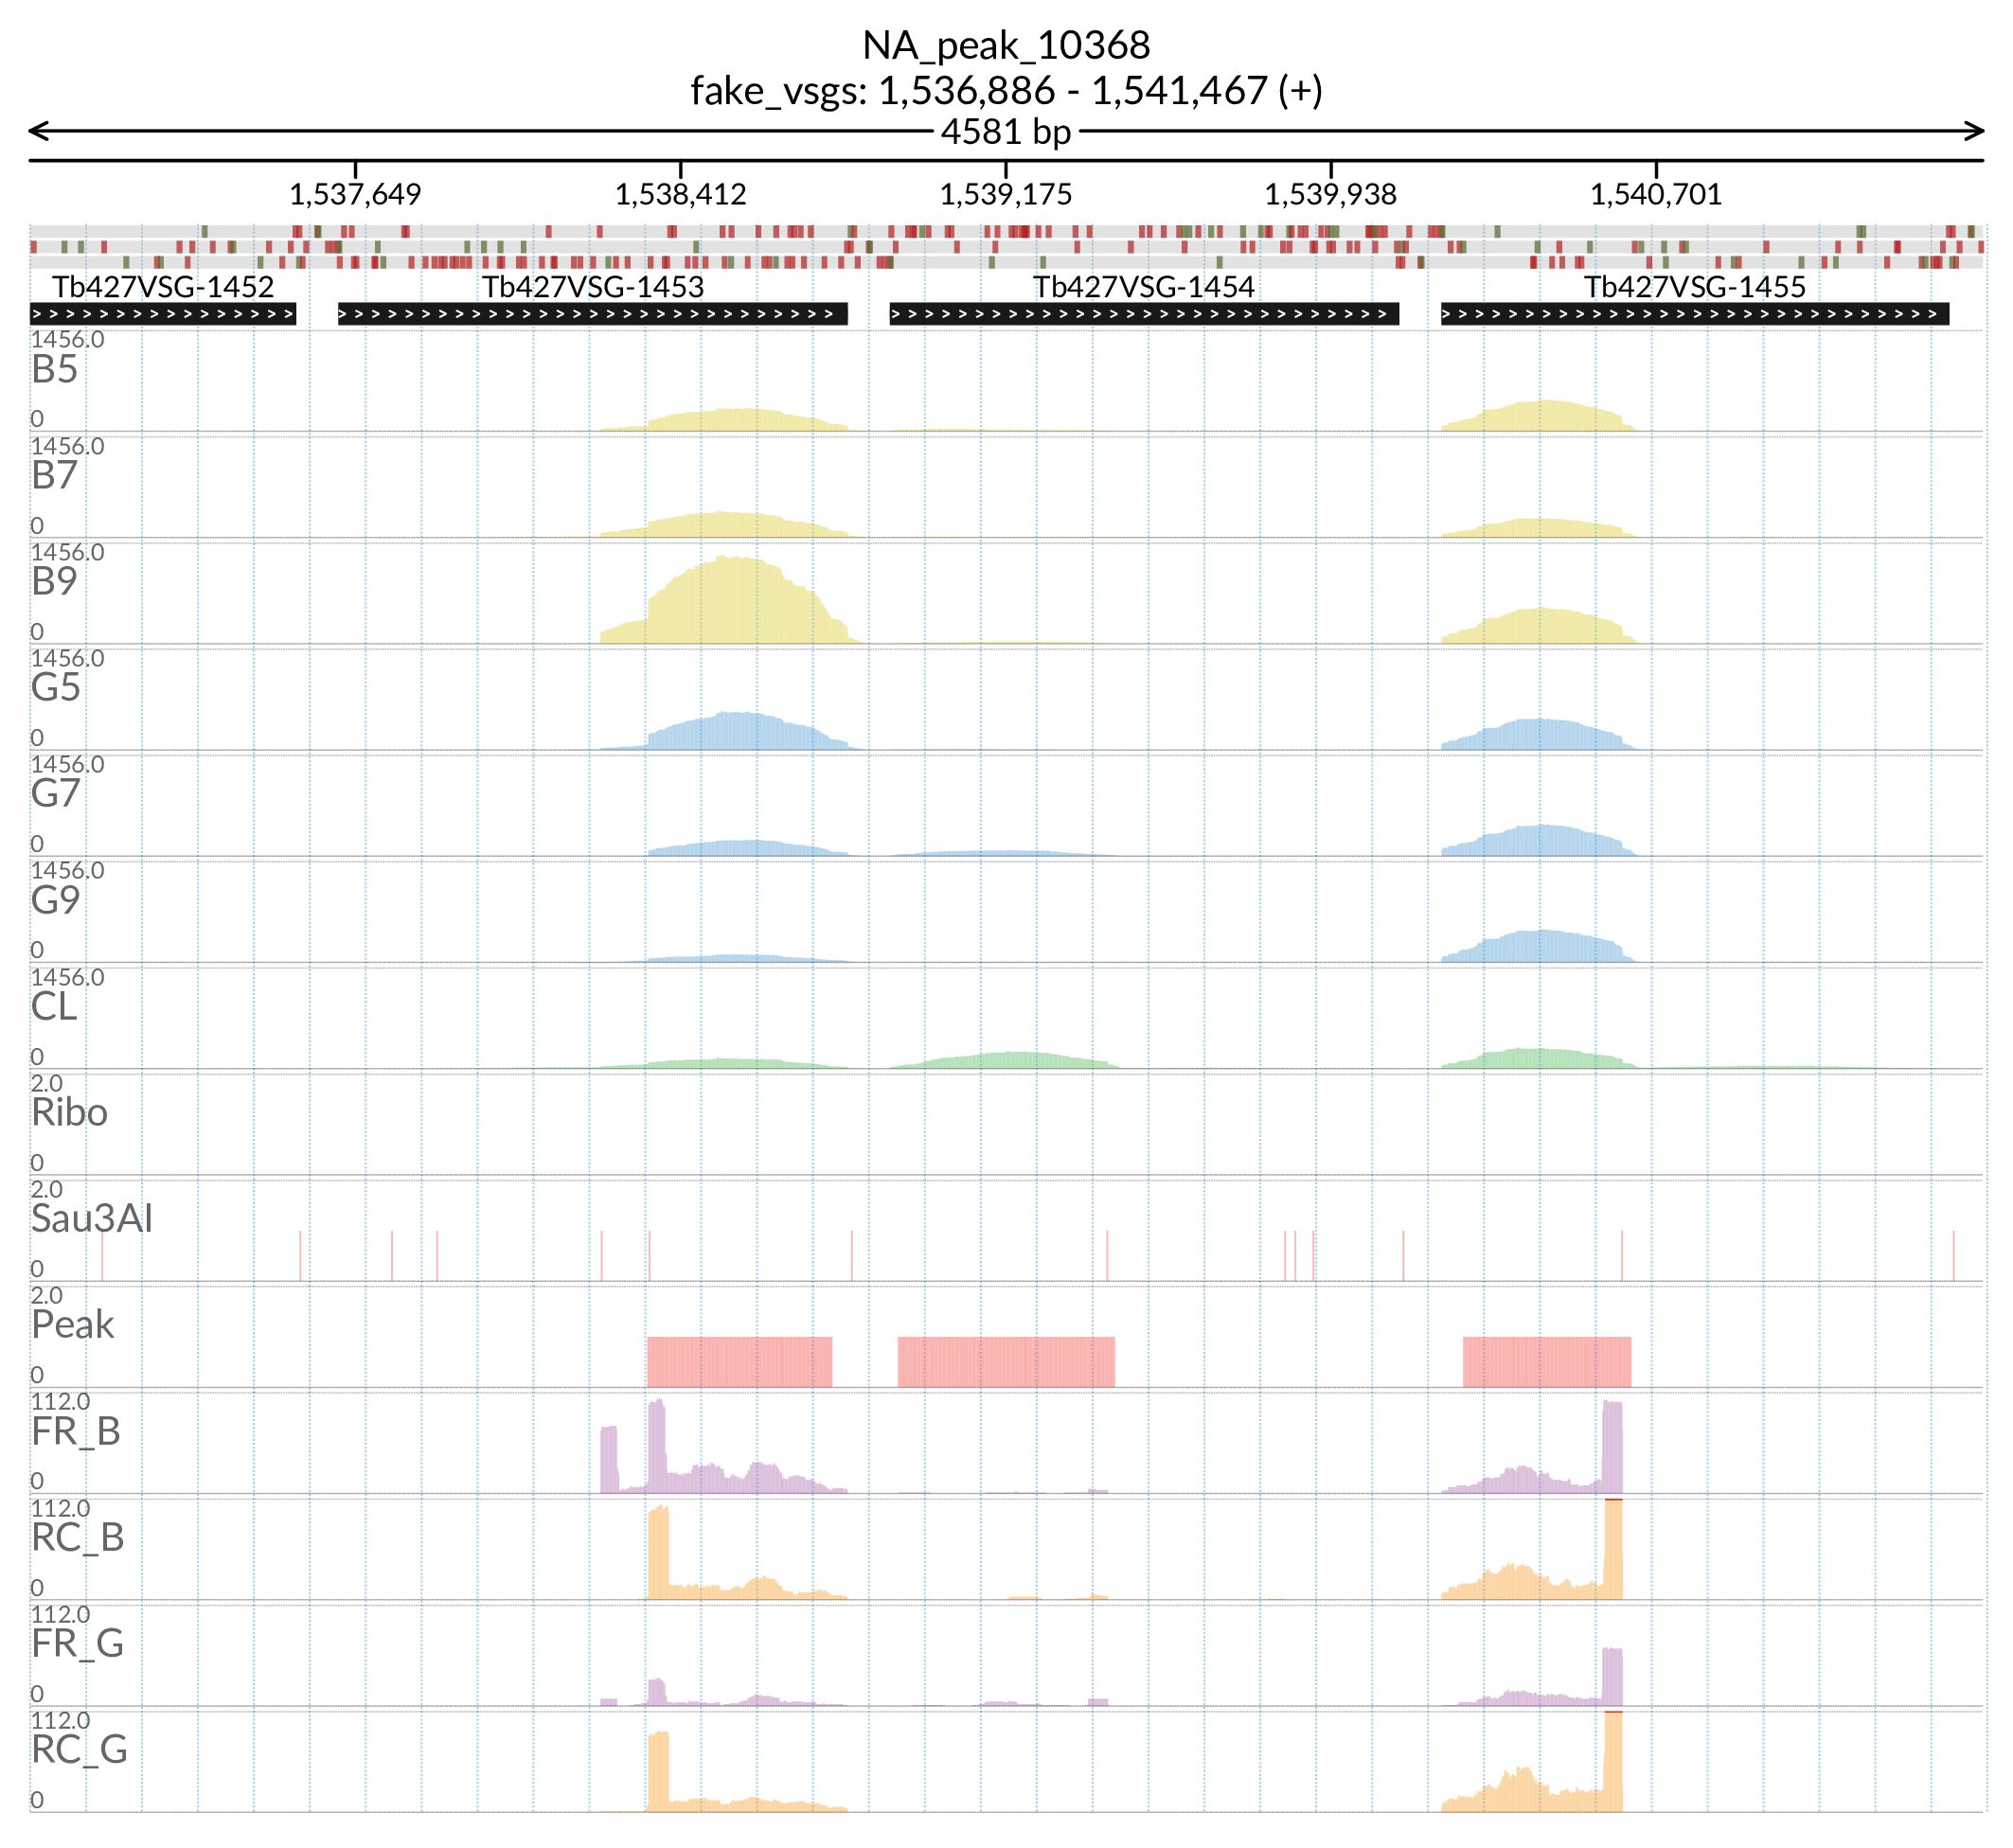 NA_peak_10368
fake_vsgs: 1,536,886 - 1,541,467 (+)
4581 bp
1,537,649 1,538,412 1,539,175 1,539,938 1,540,701
Tb427VSG-1452 Tb427VSG-1453 Tb427VSG-1454 Tb427VSG-1455
1456.0
B5
0
1456.0
B7
0
1456.0
B9
0
1456.0
G5
0
1456.0
G7
0
1456.0
G9
0
1456.0
CL
0
2.0
Ribo
0
2.0
Sau3AI
0
2.0
Peak
0
112.0
FR_B
0
112.0
RC_B
0
112.0
FR_G
0
112.0
RC_G
0